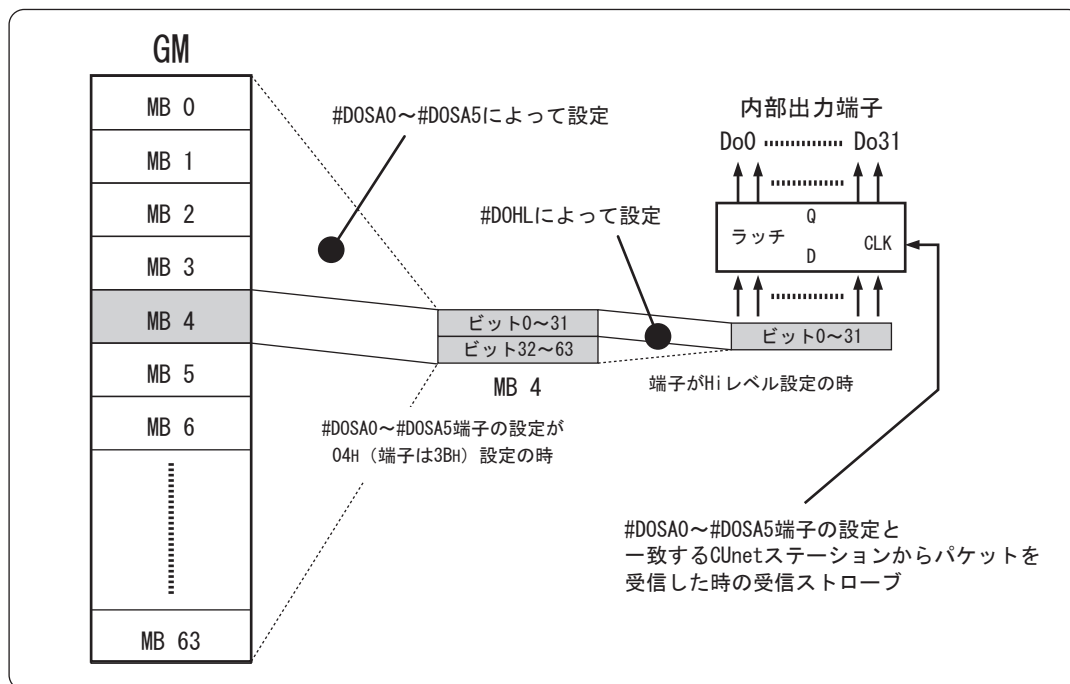 GM
MB 0
MB 1
MB 2
MB 3
MB 4
MB 5
MB 6
MB 63
#DOSA0～#DOSA5によって設定
#DOHLによって設定
ビット0～31
ビット32～63
MB 4
#DOSA0～#DOSA5端子の設定が
04H（端子は3BH）設定の時
内部出力端子
Do0 Do31
ラッチ Q D CLK
ビット0～31
端子がHiレベル設定の時
#DOSA0～#DOSA5端子の設定と
一致するCUnetステーションからパケットを
受信した時の受信ストローブ